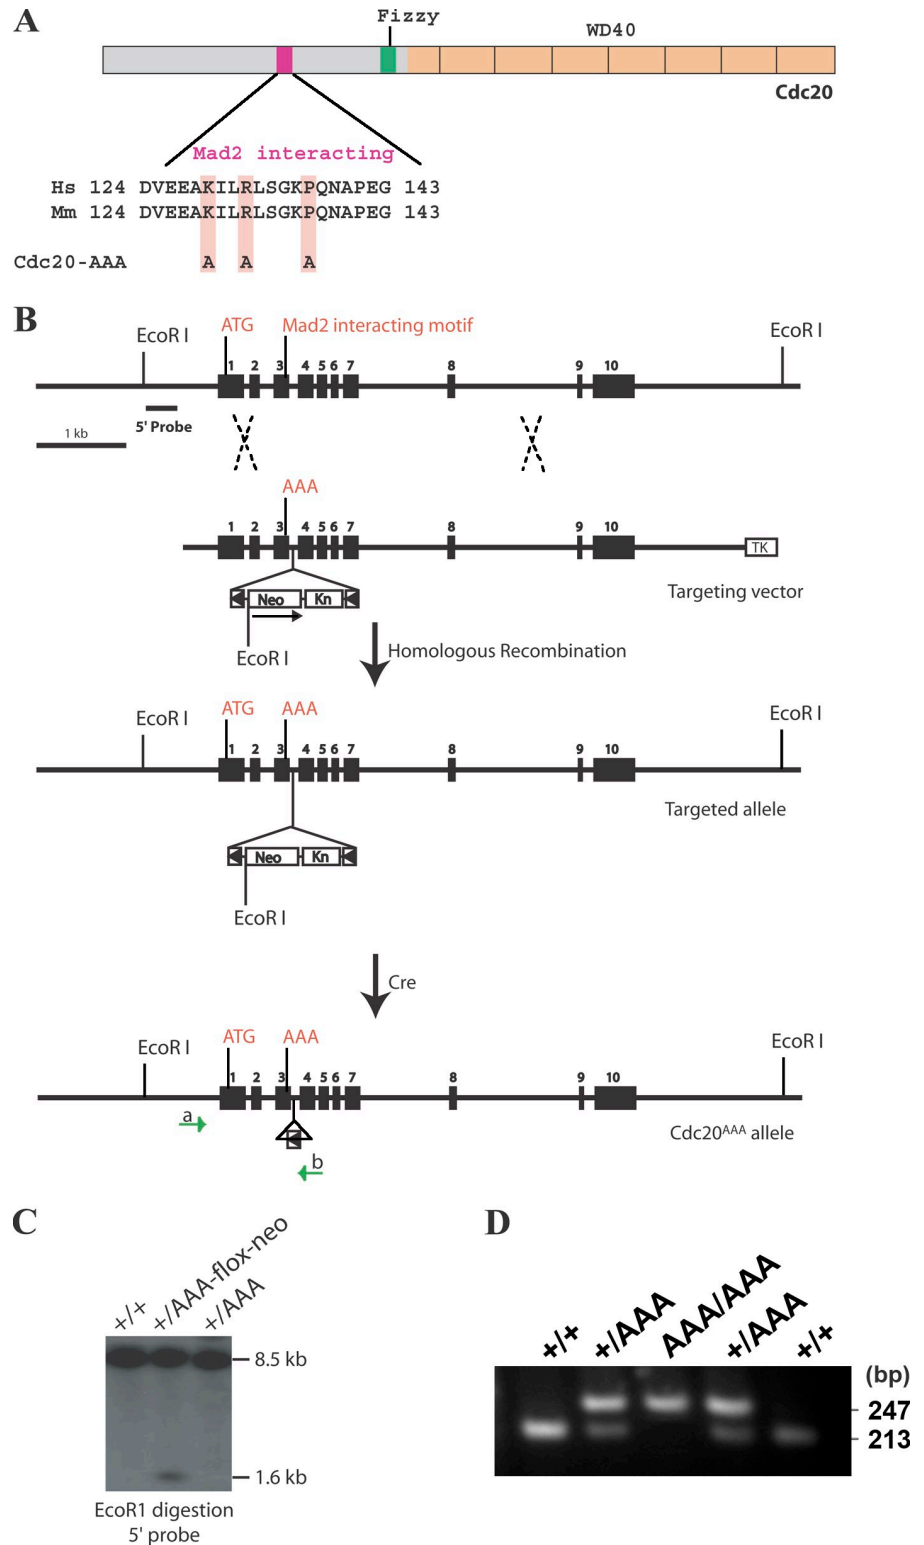 A
Fizzy
WD40
Cdc20
Mad2 interacting
Hs 124 DVEEAKILRLSGKPQNAPEG 143
Mm 124 DVEEAKILRLSGKPQNAPEG 143
Cdc20-AAA A A A
B
EcoR I ATG Mad2 interacting motif EcoR I
1 2 3 4 5 6 7 8 9 10
5' Probe
1 kb
AAA
1 2 3 4 5 6 7 8 9 10
TK
Neo Kn
Targeting vector
EcoR I
Homologous Recombination
EcoR I ATG AAA EcoR I
1 2 3 4 5 6 7 8 9 10
Targeted allele
Neo Kn
EcoR I
Cre
EcoR I ATG AAA EcoR I
1 2 3 4 5 6 7 8 9 10
a
Cdc20AAA allele
b
C
+/+ +/AAA-flox-neo +/AAA
8.5 kb
1.6 kb
EcoR1 digestion
5' probe
D
+/+ +/AAA AAA/AAA +/AAA +/+
(bp)
247
213